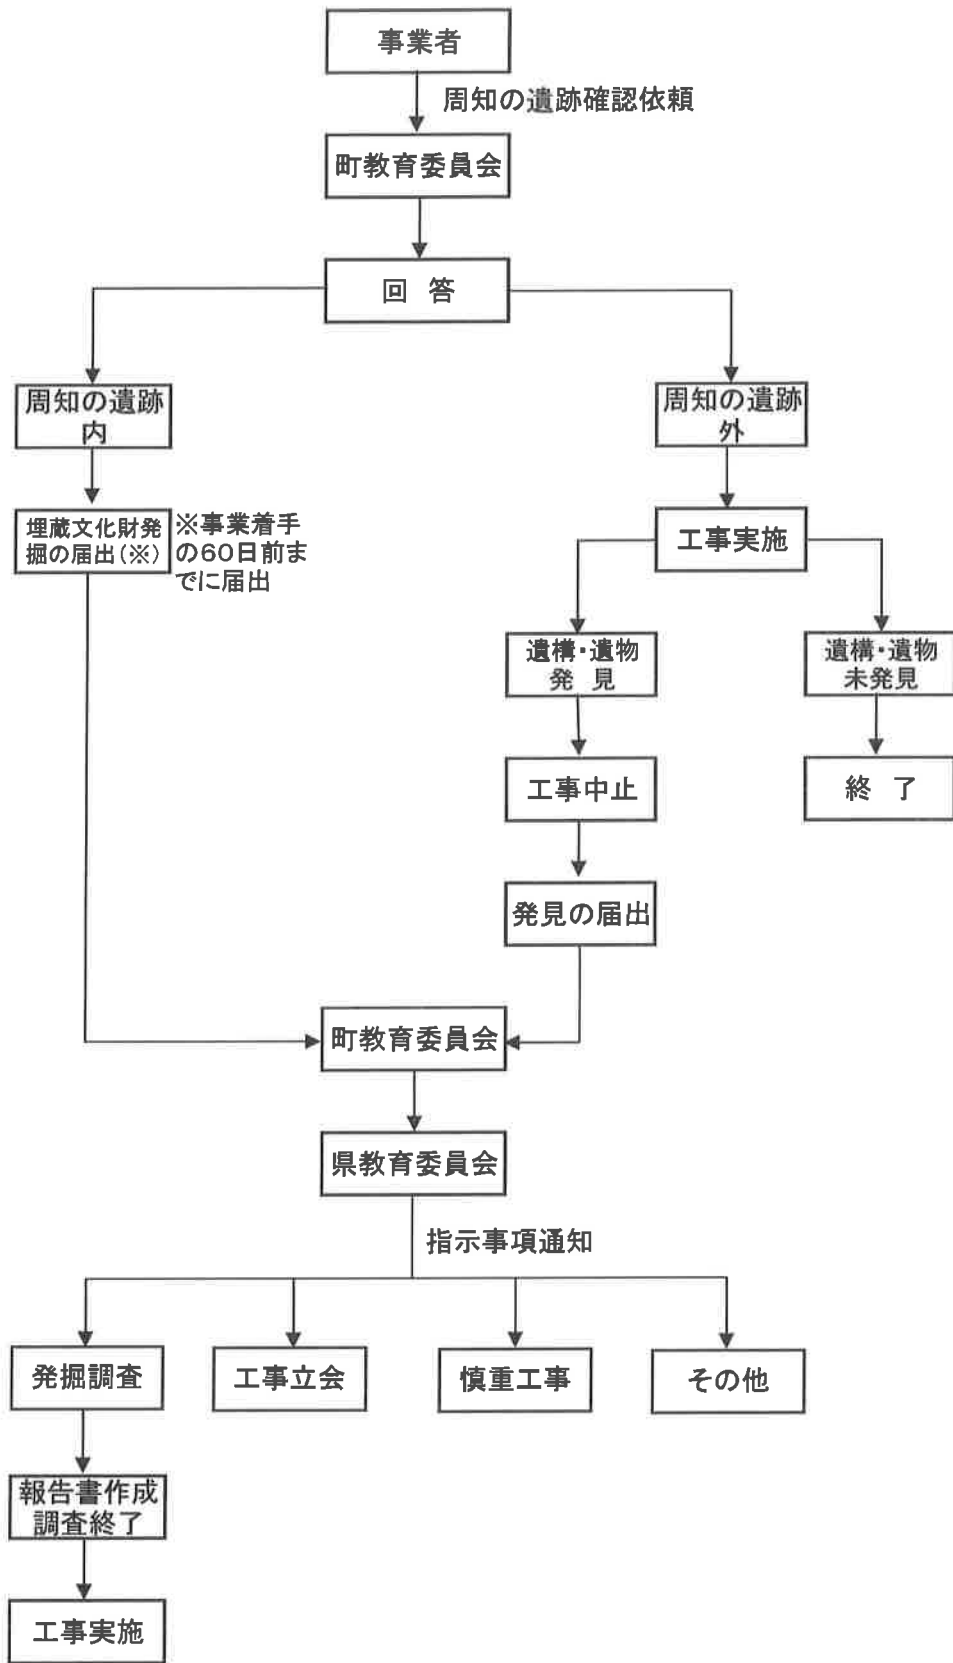 事業者
周知の遺跡確認依頼
町教育委員会
回 答
周知の遺跡
内
周知の遺跡
外
埋蔵文化財発
掘の届出(※)
※事業着手
の60日前ま
でに届出
工事実施
遺構・遺物
発 見
遺構・遺物
未発見
工事中止
終 了
発見の届出
町教育委員会
県教育委員会
指示事項通知
発掘調査
工事立会
慎重工事
その他
報告書作成
調査終了
工事実施